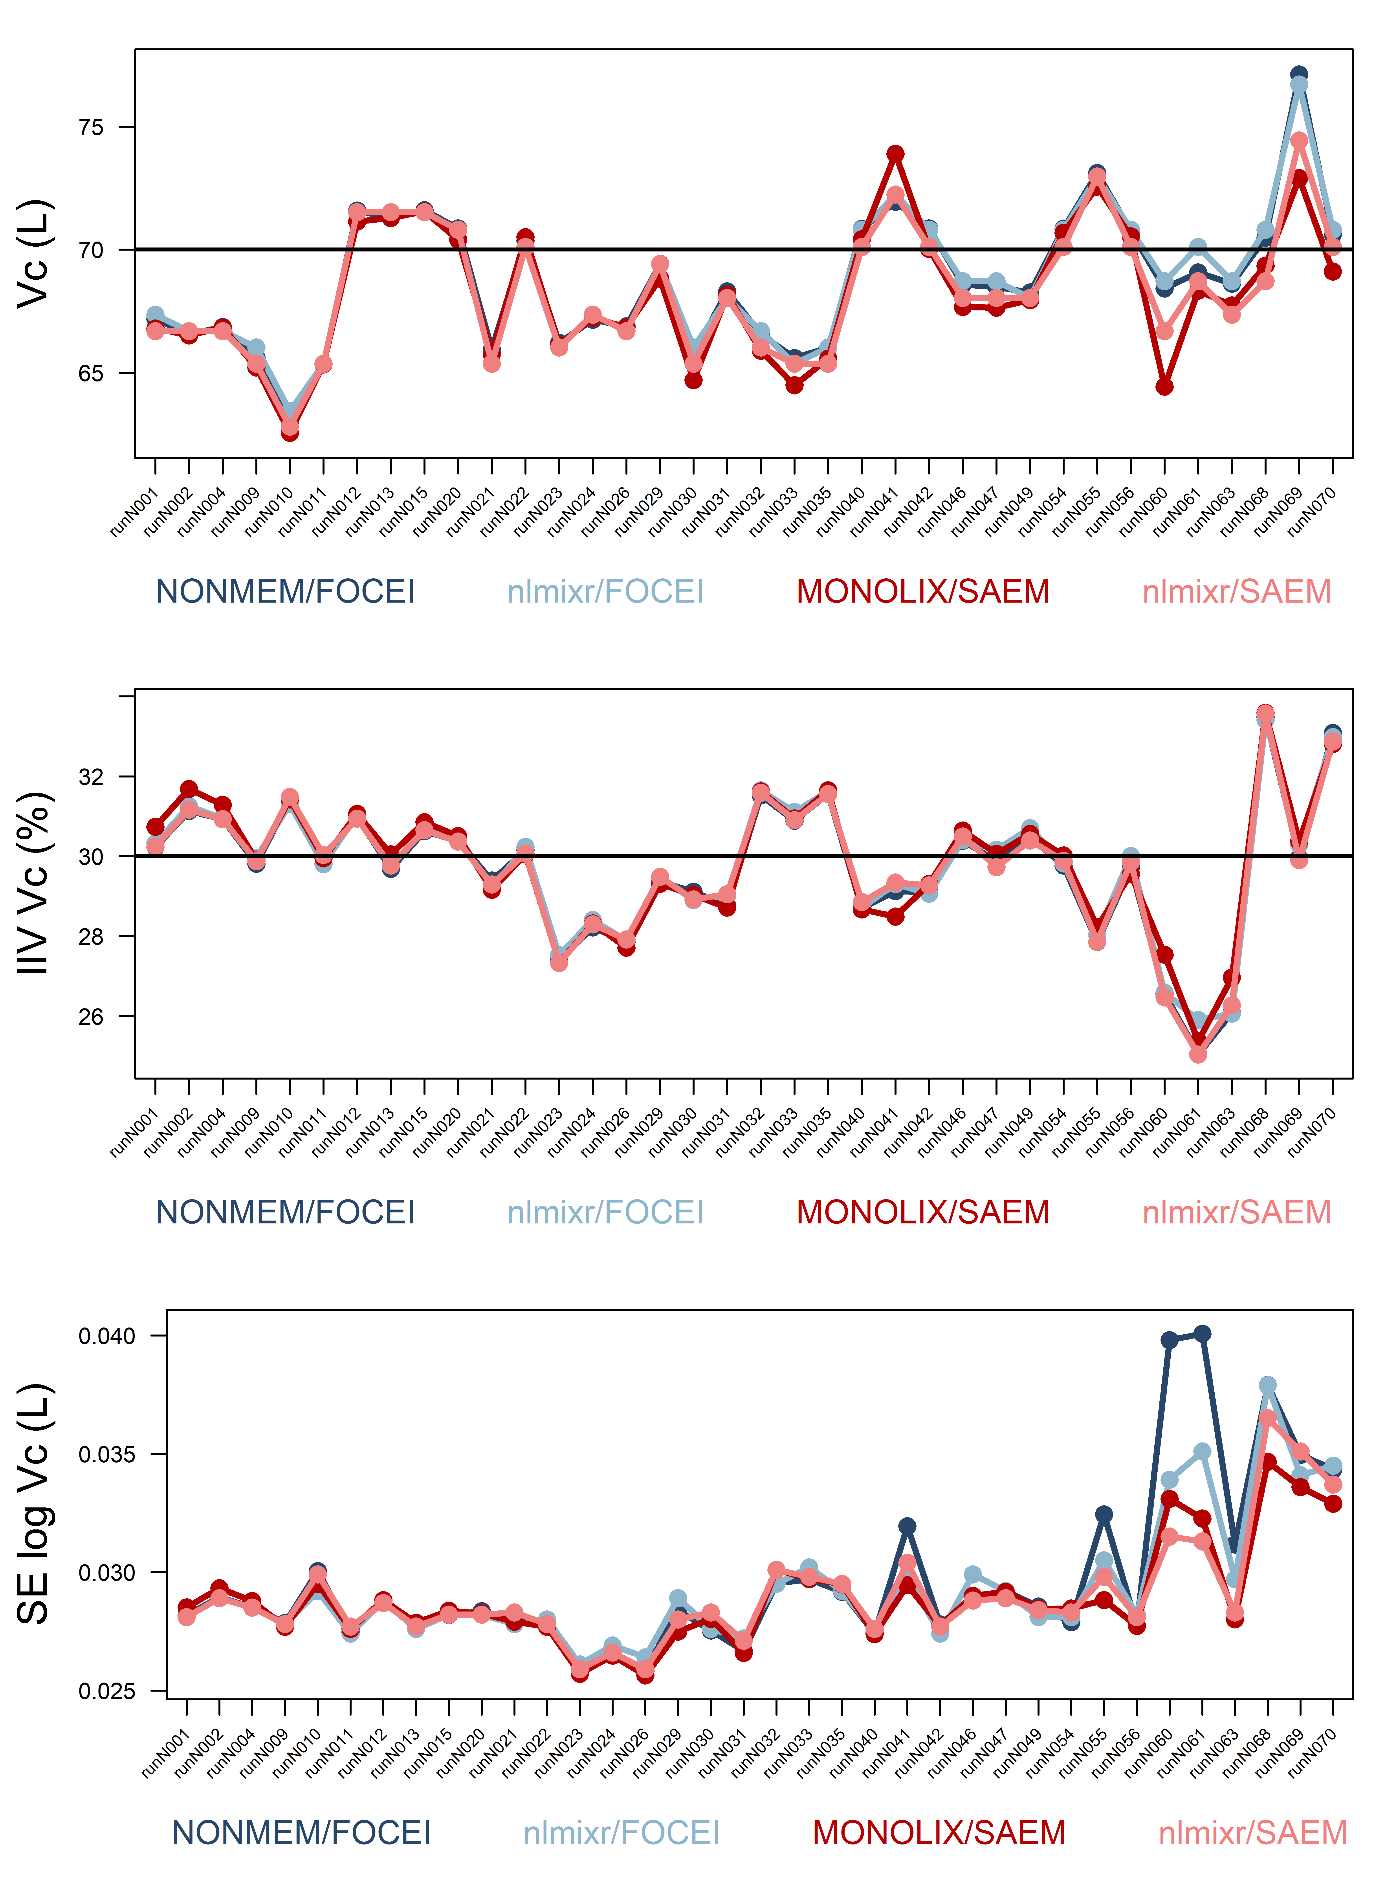 Vc (L)
75
70
65
runN001 runN002 runN004 runN009 runN010 runN011 runN012 runN013 runN015 runN020 runN021 runN022 runN023 runN024 runN026 runN029 runN030 runN031 runN032 runN033 runN035 runN040 runN041 runN042 runN046 runN047 runN049 runN054 runN055 runN056 runN060 runN061 runN063 runN068 runN069 runN070
NONMEM/FOCEI nlmixr/FOCEI MONOLIX/SAEM nlmixr/SAEM
IIV Vc (%)
32
30
28
26
runN001 runN002 runN004 runN009 runN010 runN011 runN012 runN013 runN015 runN020 runN021 runN022 runN023 runN024 runN026 runN029 runN030 runN031 runN032 runN033 runN035 runN040 runN041 runN042 runN046 runN047 runN049 runN054 runN055 runN056 runN060 runN061 runN063 runN068 runN069 runN070
NONMEM/FOCEI nlmixr/FOCEI MONOLIX/SAEM nlmixr/SAEM
SE log Vc (L)
0.040
0.035
0.030
0.025
runN001 runN002 runN004 runN009 runN010 runN011 runN012 runN013 runN015 runN020 runN021 runN022 runN023 runN024 runN026 runN029 runN030 runN031 runN032 runN033 runN035 runN040 runN041 runN042 runN046 runN047 runN049 runN054 runN055 runN056 runN060 runN061 runN063 runN068 runN069 runN070
NONMEM/FOCEI nlmixr/FOCEI MONOLIX/SAEM nlmixr/SAEM